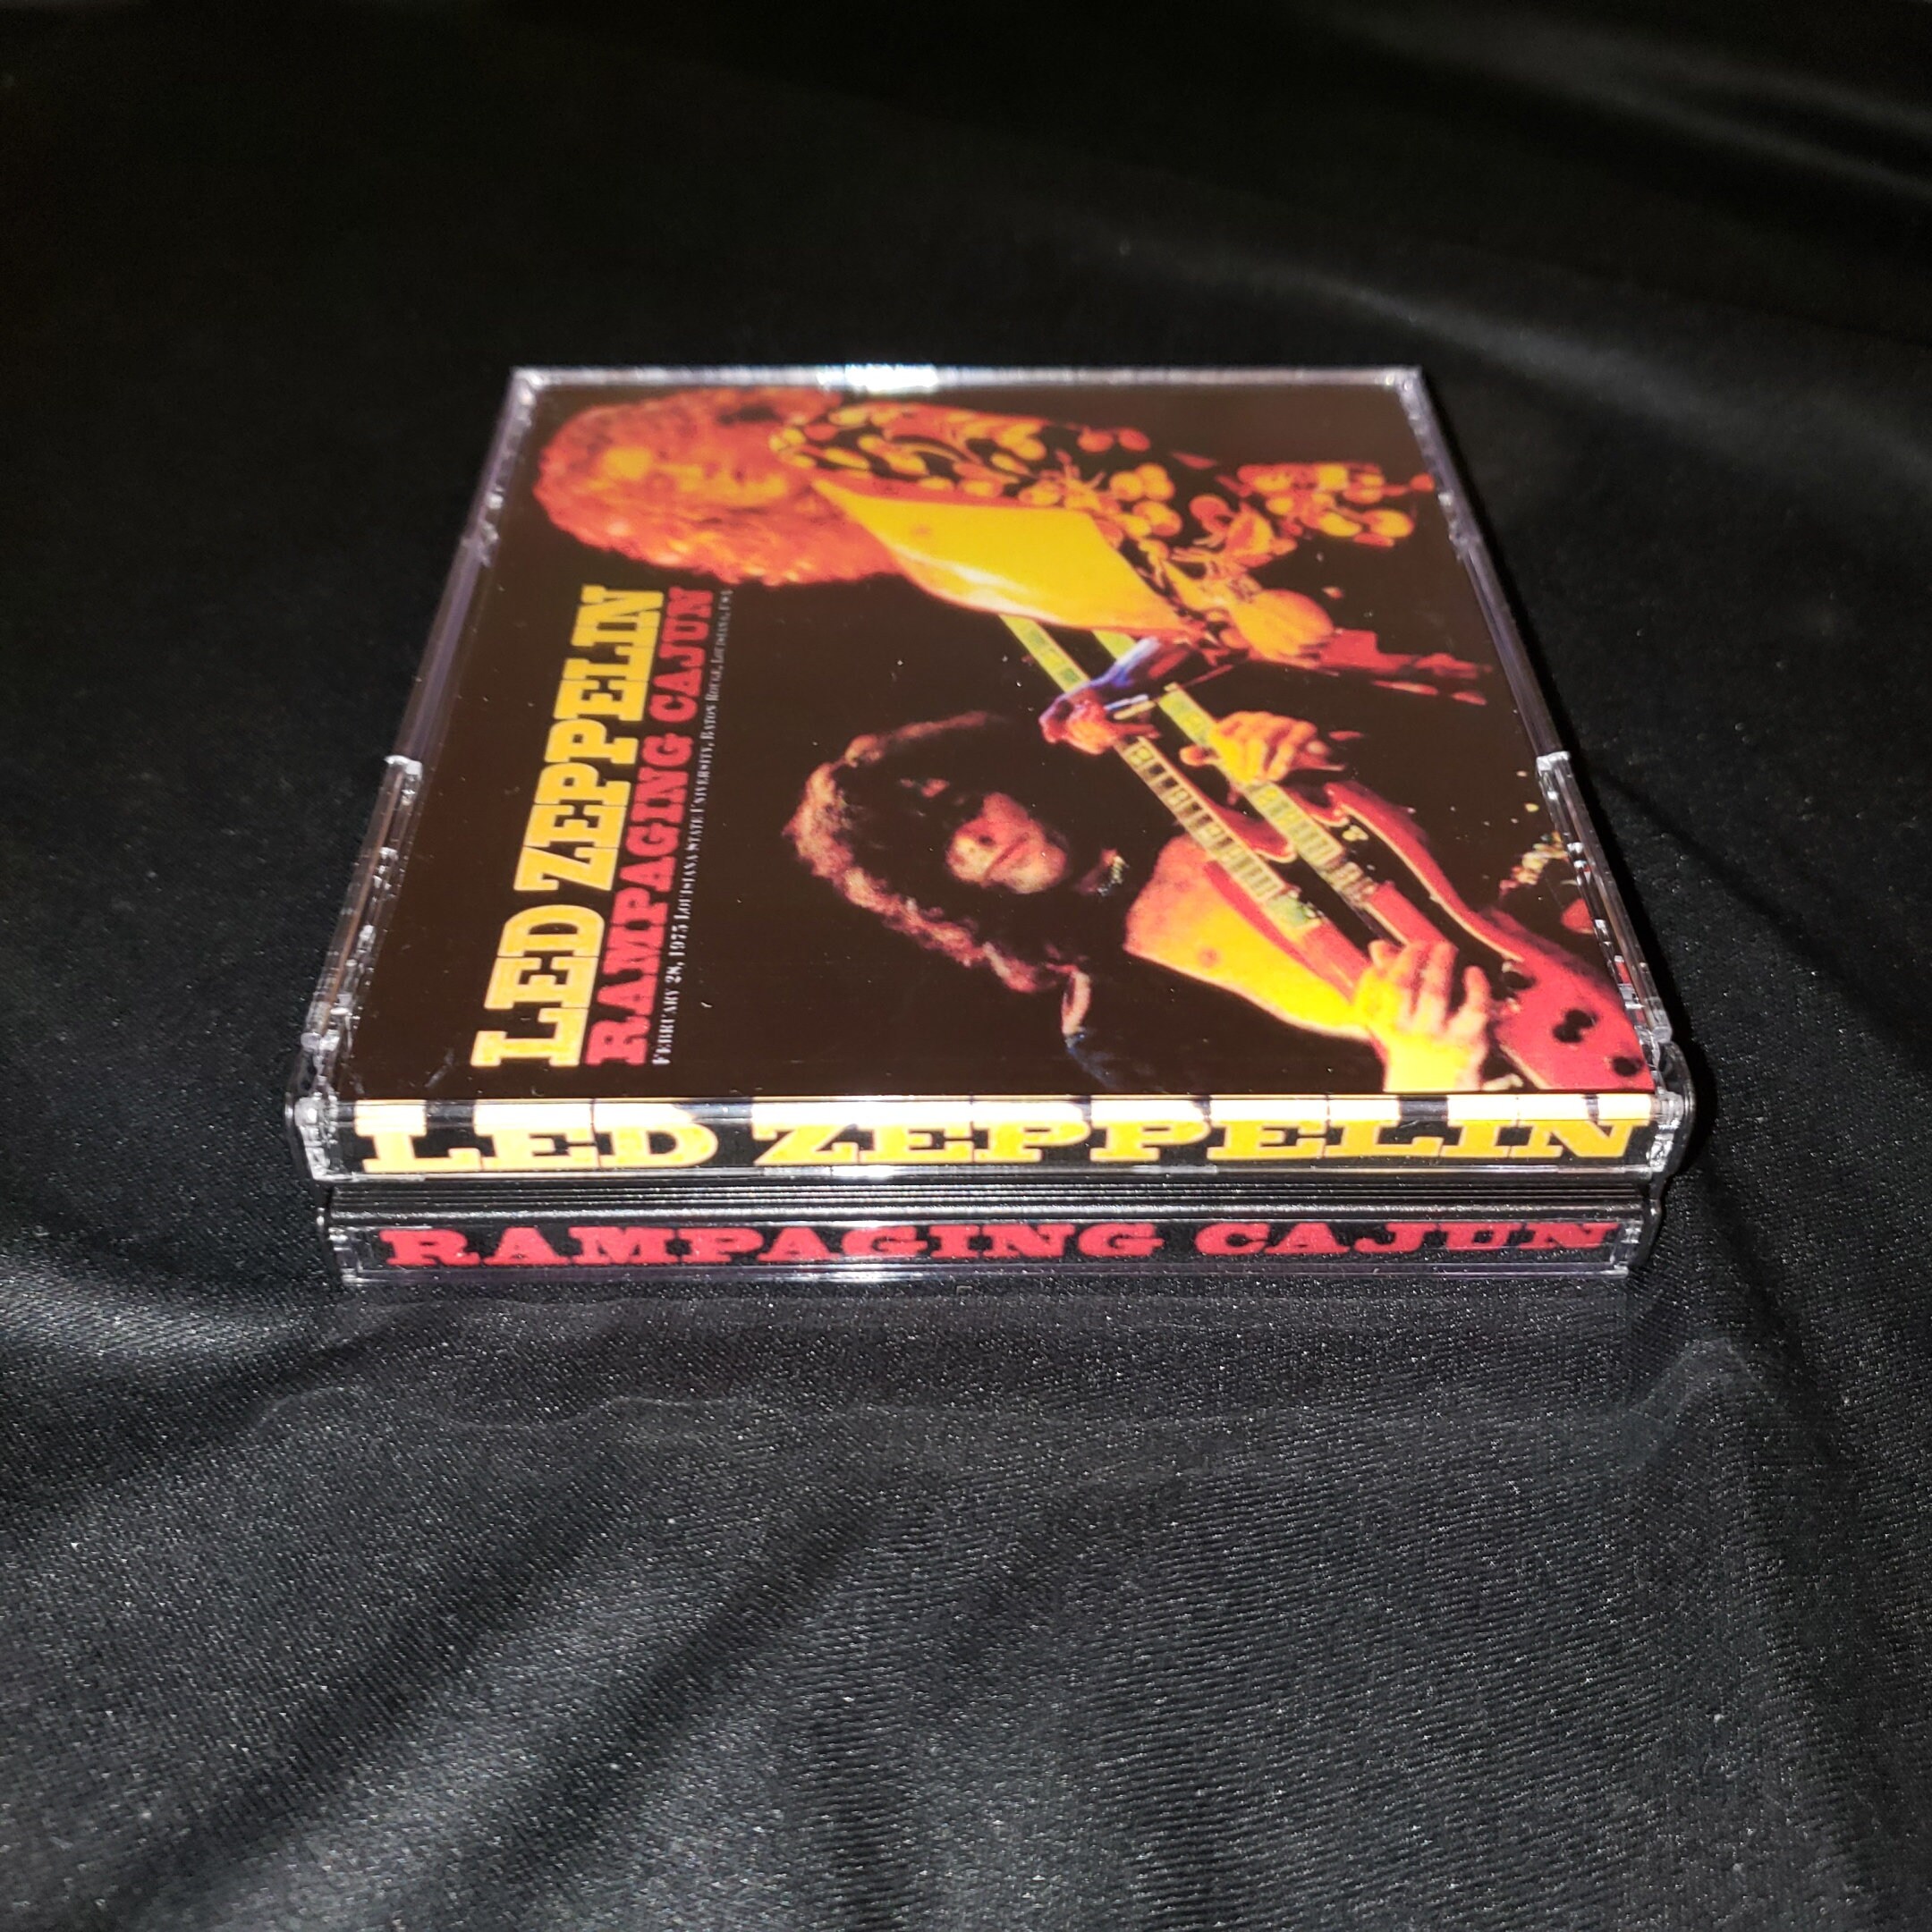 LED ZEPPELIN
RAMPAGING CAJUN
FEBRUARY 28, 1975 LOUISIANA STATE UNIVERSITY, BATON ROUGE, LOUISIANA, USA
LED ZEPPELIN
RAMPAGING CAJUN